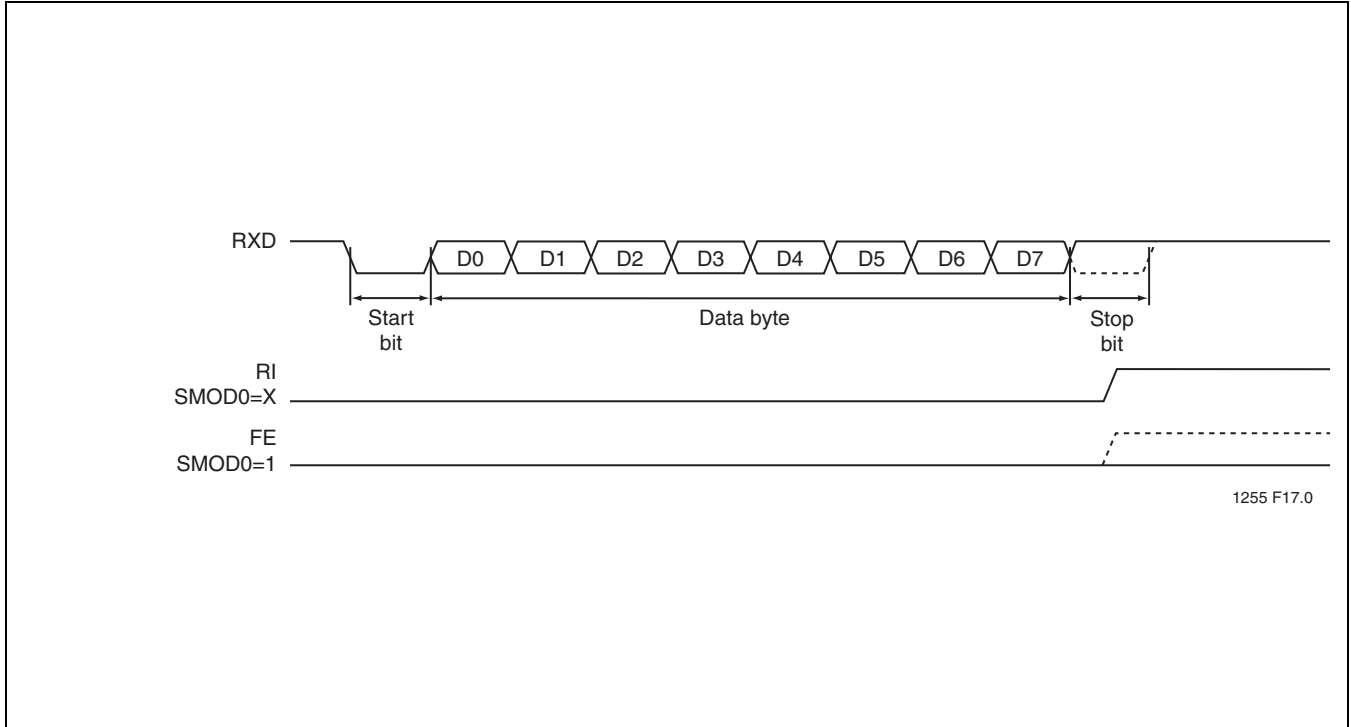 RXD
D0 D1 D2 D3 D4 D5 D6 D7
Start
bit
Data byte
Stop
bit
RI
SMOD0=X
FE
SMOD0=1
1255 F17.0